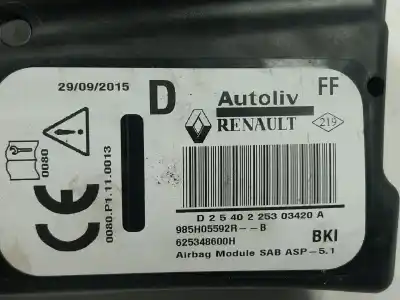 29/09/2015
D
Autoliv
FF
RENAULT
219
0080
CE
0080.P1.11.0013
D 2 5 40 2 253 03420 A
985H05592R--B
625348600H
BKI
Airbag Module SAB ASP-5.1